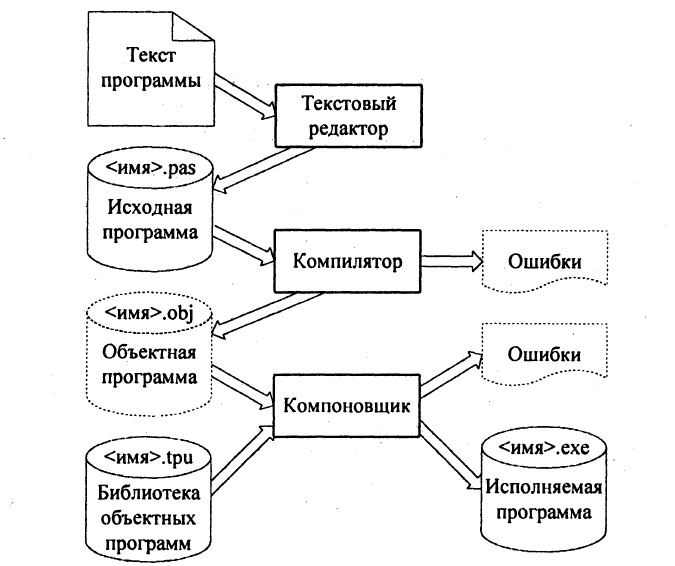 Текст
программы
Текстовый
редактор
<имя>.pas
Исходная
программа
Компилятор
Ошибки
<имя>.obj
Объектная
программа
Ошибки
Компоновщик
<имя>.tpu
Библиотека
объектных
программ
<имя>.exe
Исполняемая
программа